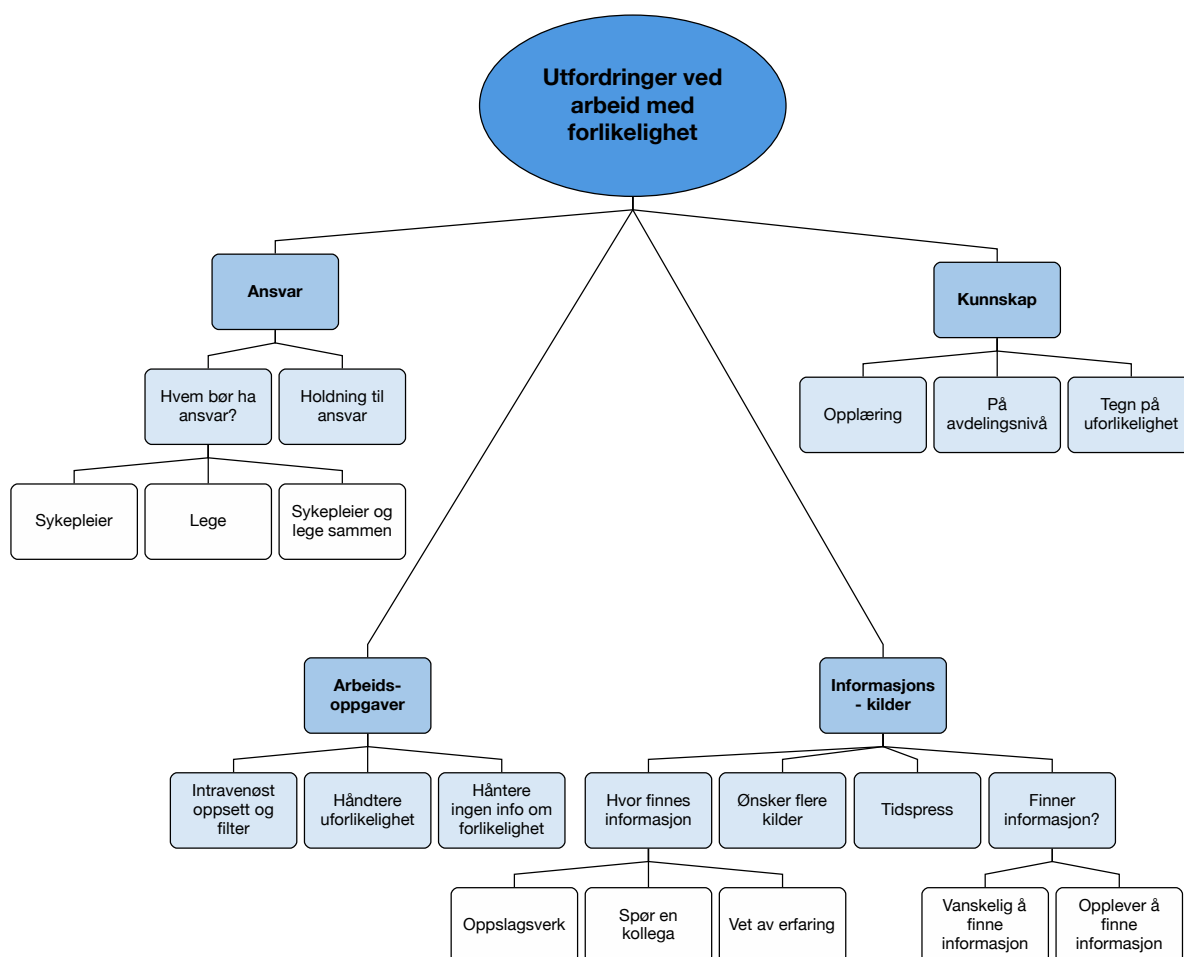 Utfordringer ved
arbeid med
forlikelighet
Ansvar
Kunnskap
Hvem bør ha
ansvar?
Holdning til
ansvar
Opplæring
På
avdelingsnivå
Tegn på
uforlikelighet
Sykepleier
Lege
Sykepleier og
lege sammen
Arbeids-
oppgaver
Informasjons
- kilder
Intravenøst
oppsett og
filter
Håndtere
uforlikelighet
Håntere
ingen info om
forlikelighet
Hvor finnes
informasjon
Ønsker flere
kilder
Tidspress
Finner
informasjon?
Oppslagsverk
Spør en
kollega
Vet av erfaring
Vanskelig å
finne
informasjon
Opplever å
finne
informasjon